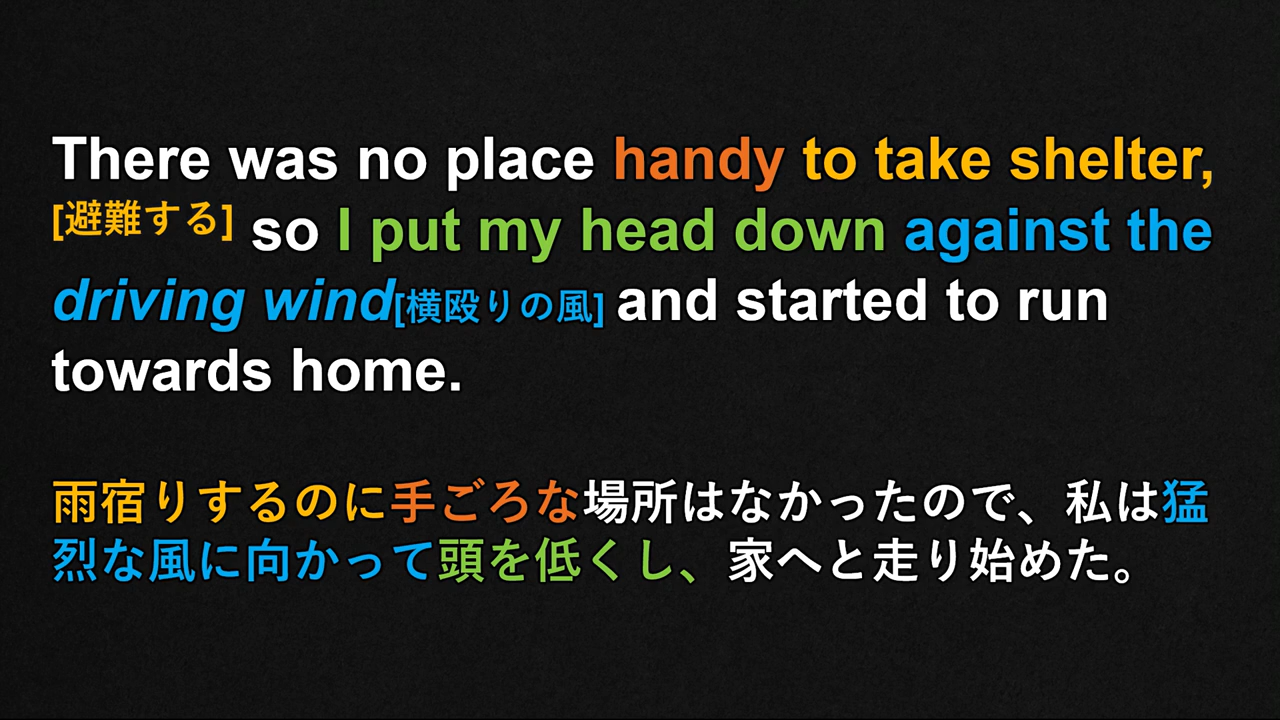 There was no place handy to take shelter,
[避難する] so I put my head down against the
driving wind[横殴りの風] and started to run
towards home.
雨宿りするのに手ごろな場所はなかったので、私は猛
烈な風に向かって頭を低くし、家へと走り始めた。